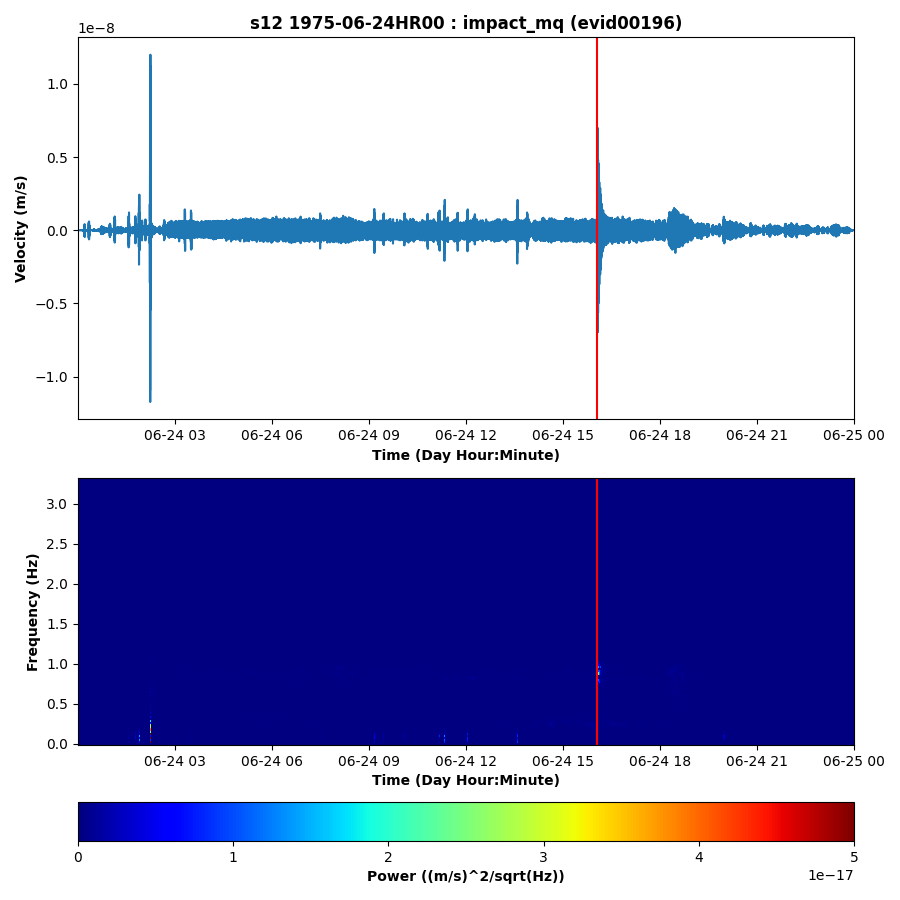 s12 1975-06-24HR00 : impact_mq (evid00196)
1e−8
1.0
0.5
0.0
−0.5
−1.0
Velocity (m/s)
06-24 03 06-24 06 06-24 09 06-24 12 06-24 15 06-24 18 06-24 21 06-25 00
Time (Day Hour:Minute)
3.0
2.5
2.0
1.5
1.0
0.5
0.0
Frequency (Hz)
06-24 03 06-24 06 06-24 09 06-24 12 06-24 15 06-24 18 06-24 21 06-25 00
Time (Day Hour:Minute)
0 1 2 3 4 5
1e−17
Power ((m/s)^2/sqrt(Hz))